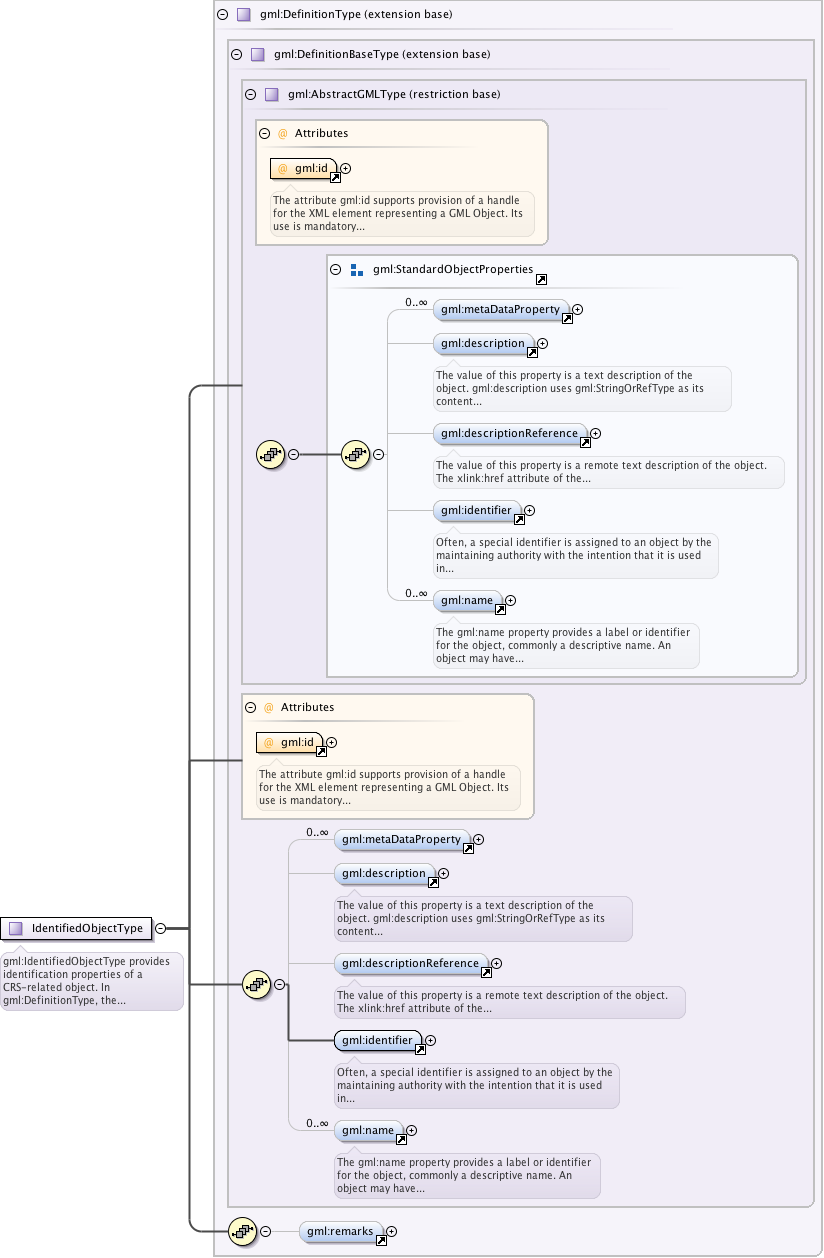 gml:DefinitionType (extension base)
gml:DefinitionBaseType (extension base)
gml:AbstractGMLType (restriction base)
@ Attributes
@ gml:id
The attribute gml:id supports provision of a handle
for the XML element representing a GML Object. Its
use is mandatory...
gml:StandardObjectProperties
0..∞
gml:metaDataProperty
gml:description
The value of this property is a text description of the
object. gml:description uses gml:StringOrRefType as its
content...
gml:descriptionReference
The value of this property is a remote text description of the object.
The xlink:href attribute of the...
gml:identifier
Often, a special identifier is assigned to an object by the
maintaining authority with the intention that it is used
in...
0..∞
gml:name
The gml:name property provides a label or identifier
for the object, commonly a descriptive name. An
object may have...
@ Attributes
@ gml:id
The attribute gml:id supports provision of a handle
for the XML element representing a GML Object. Its
use is mandatory...
0..∞
gml:metaDataProperty
gml:description
The value of this property is a text description of the
object. gml:description uses gml:StringOrRefType as its
content...
IdentifiedObjectType
gml:IdentifiedObjectType provides
identification properties of a
CRS-related object. In
gml:DefinitionType, the...
gml:descriptionReference
The value of this property is a remote text description of the object.
The xlink:href attribute of the...
gml:identifier
Often, a special identifier is assigned to an object by the
maintaining authority with the intention that it is used
in...
0..∞
gml:name
The gml:name property provides a label or identifier
for the object, commonly a descriptive name. An
object may have...
gml:remarks